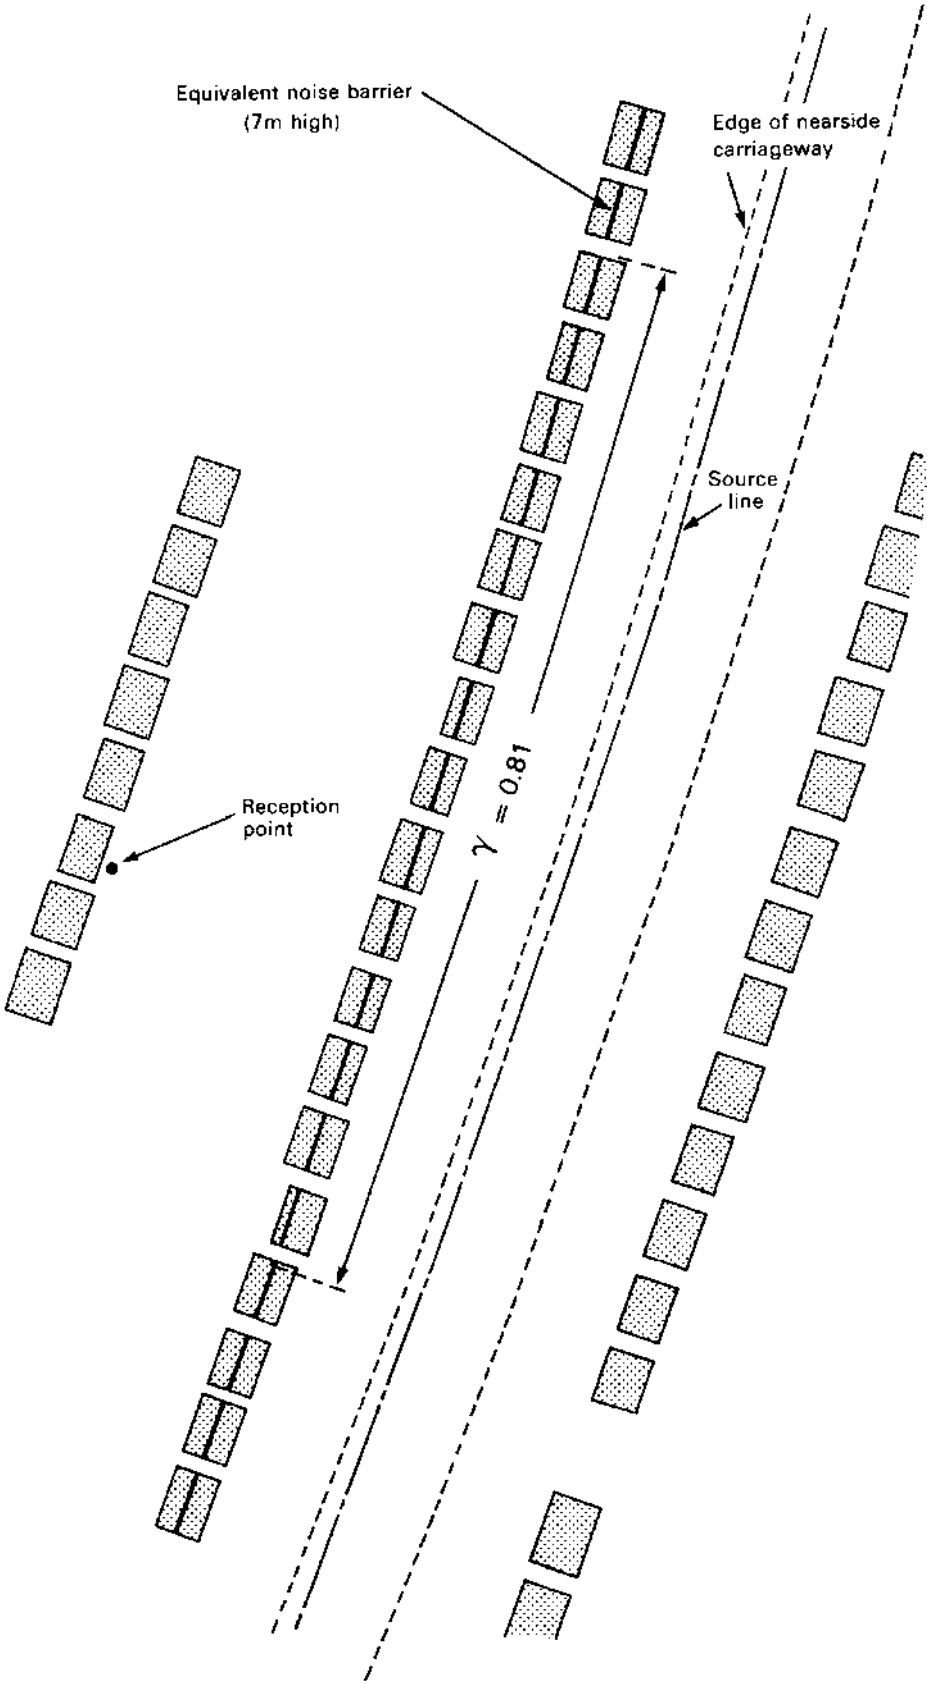 Equivalent noise barrier
(7m high)
Edge of nearside
carriageway
Source
line
γ = 0.81
Reception
point